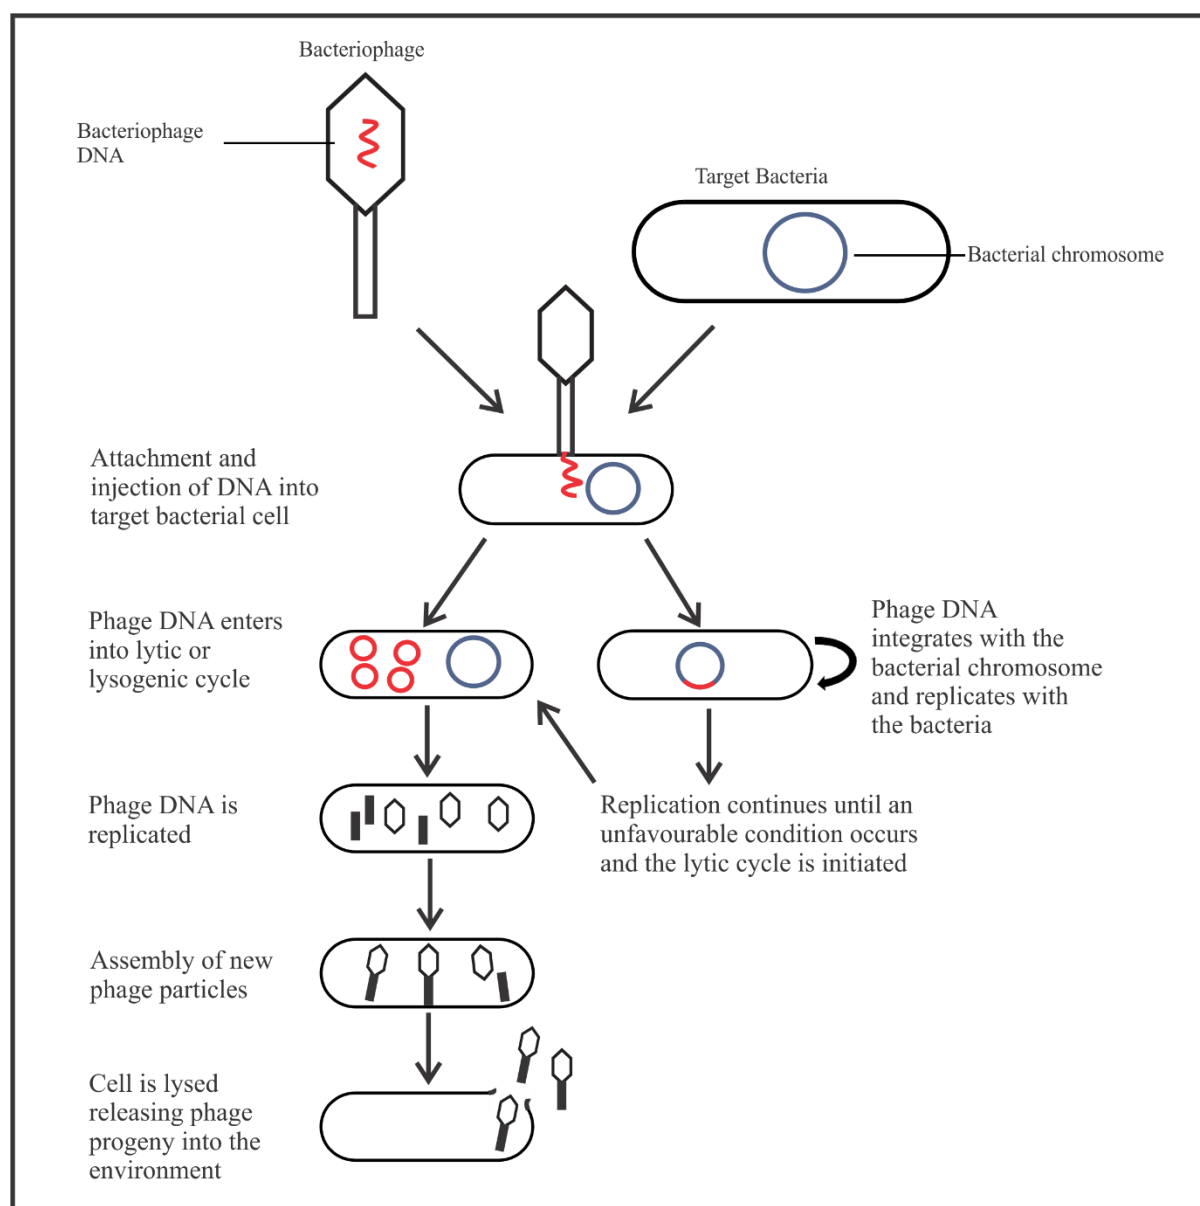 Bacteriophage
Bacteriophage
DNA
Target Bacteria
Bacterial chromosome
Attachment and
injection of DNA into
target bacterial cell
Phage DNA enters
into lytic or
lysogenic cycle
Phage DNA
integrates with the
bacterial chromosome
and replicates with
the bacteria
Phage DNA is
replicated
Replication continues until an
unfavourable condition occurs
and the lytic cycle is initiated
Assembly of new
phage particles
Cell is lysed
releasing phage
progeny into the
environment